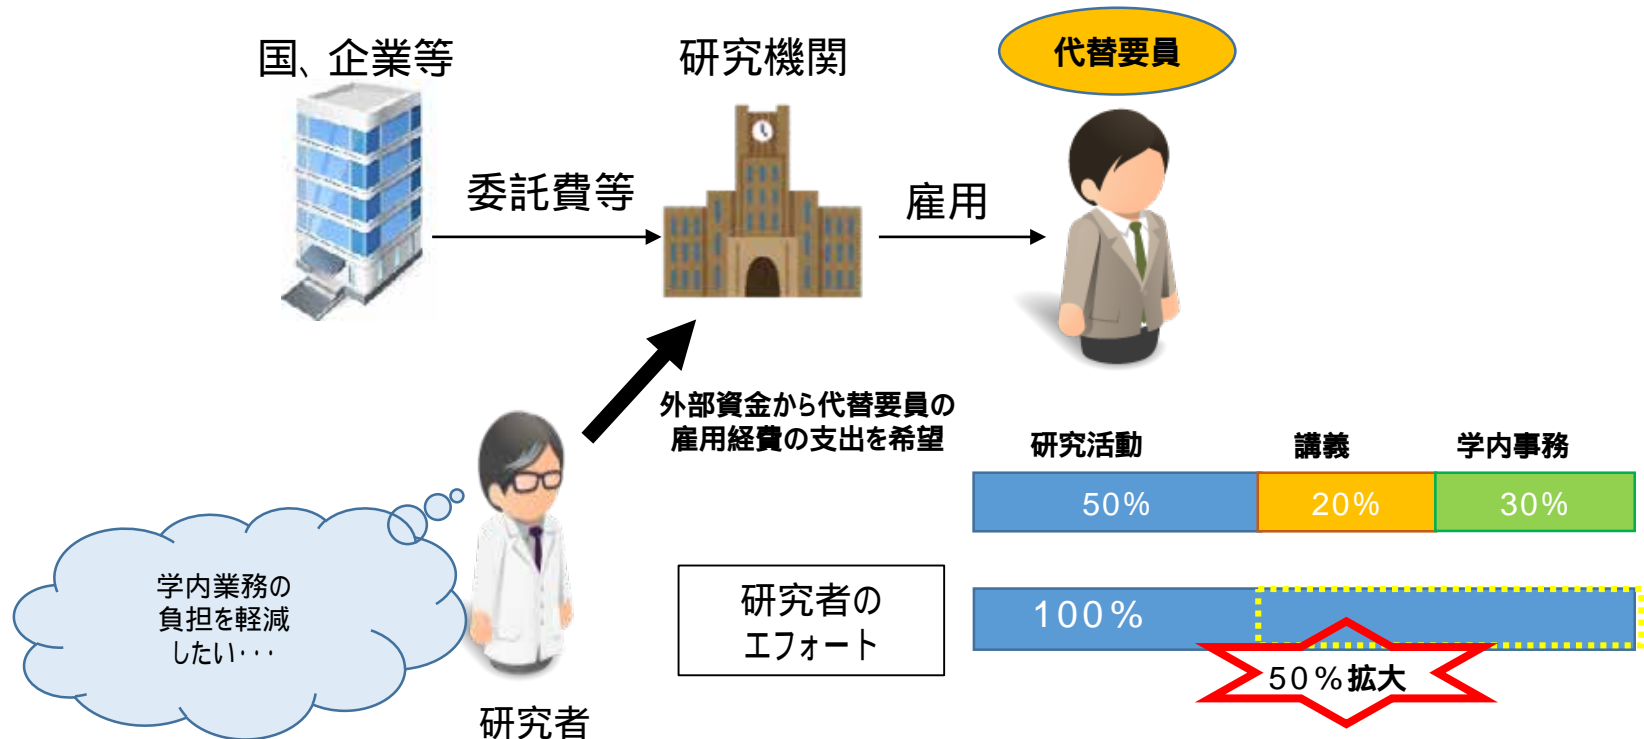 国、企業等
研究機関
代替要員
委託費等
雇用
外部資金から代替要員の
雇用経費の支出を希望
研究活動
講義
学内事務
50%
20%
30%
学内業務の
負担を軽減
したい･･･
研究者の
エフォート
100%
50%拡大
研究者